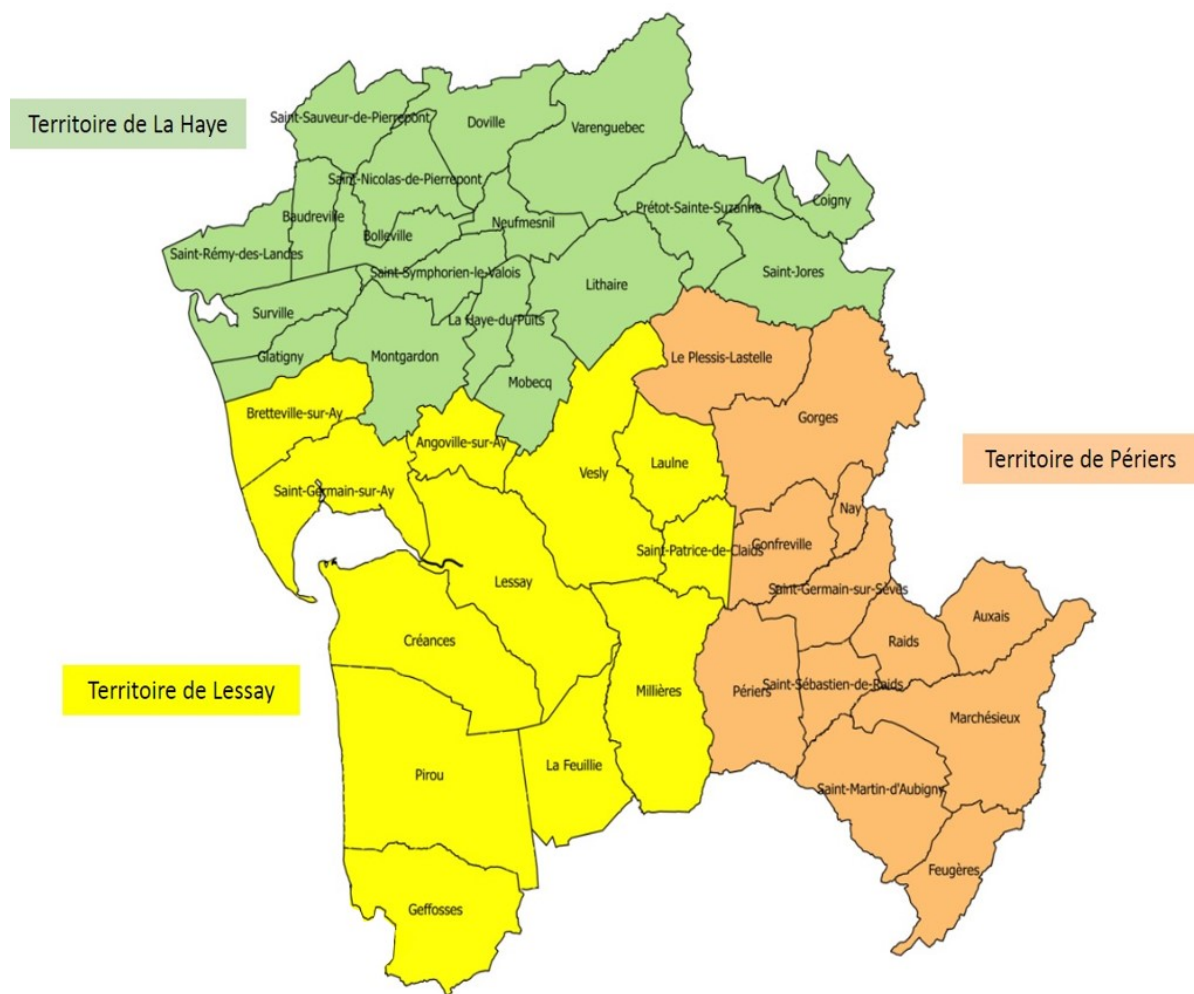 Saint-Sauveur-de-Pierrepont
Doville
Varenguebec
Territoire de La Haye
Saint-Nicolas-de-Pierrepont
Prétot-Sainte-Suzanne
Coigny
Baudreville
Neufmesnil
Bolleville
Saint-Rémy-des-Landes
Saint-Symphorien-le-Valois
Lithaire
Saint-Jores
Surville
La Haye-du-Puits
Glatigny
Montgardon
Le Plessis-Lastelle
Mobecq
Bretteville-sur-Ay
Gorges
Angoville-sur-Ay
Territoire de Périers
Laulne
Vesly
Saint-Germain-sur-Ay
Nay
Gonfreville
Saint-Patrice-de-Claids
Lessay
Saint-Germain-sur-Sèves
Auxais
Créances
Raids
Territoire de Lessay
Millières
Périers
Saint-Sébastien-de-Raids
Marchésieux
La Feuillie
Pirou
Saint-Martin-d'Aubigny
Feugères
Geffosses